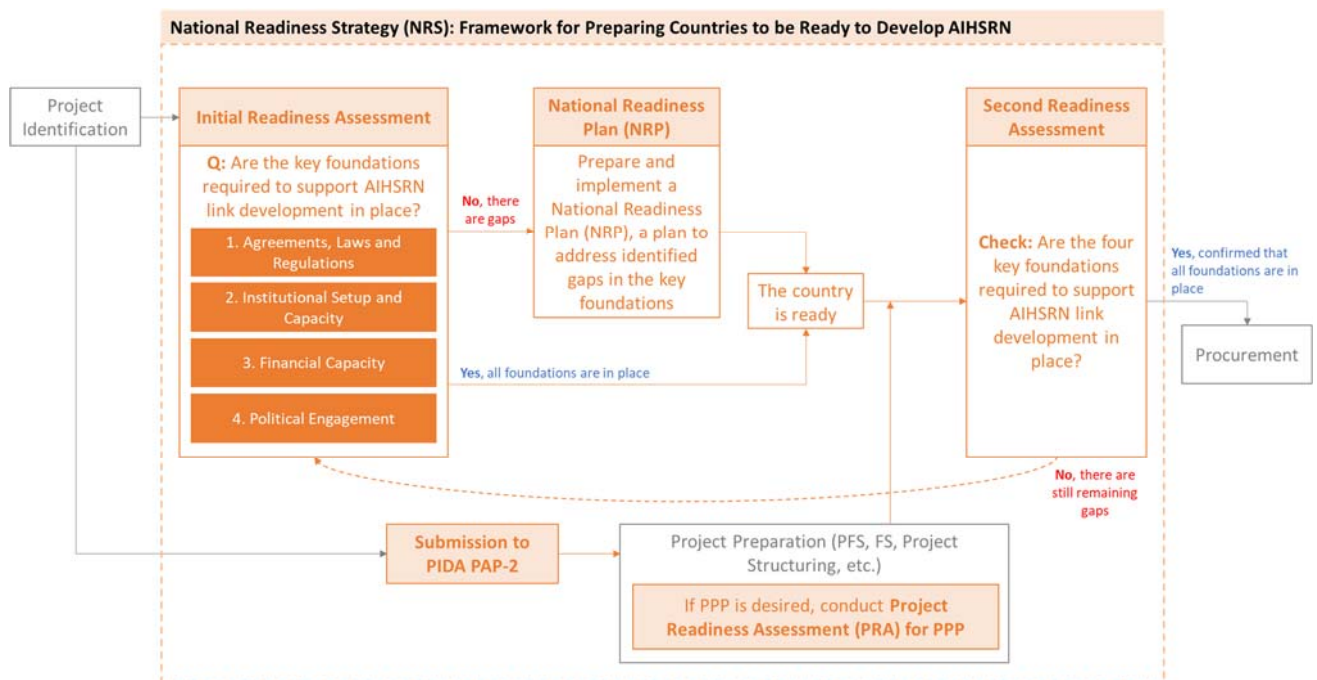 National Readiness Strategy (NRS): Framework for Preparing Countries to be Ready to Develop AIHSRN
Project
Identification
Initial Readiness Assessment
Q: Are the key foundations
required to support AIHSRN
link development in place?
1. Agreements, Laws and
Regulations
2. Institutional Setup and
Capacity
3. Financial Capacity
4. Political Engagement
No, there
are gaps
National Readiness
Plan (NRP)
Prepare and
implement a
National Readiness
Plan (NRP), a plan to
address identified
gaps in the key
foundations
Yes, all foundations are in place
The country
is ready
Second Readiness
Assessment
Check: Are the four
key foundations
required to support
AIHSRN link
development in
place?
Yes, confirmed that
all foundations are in
place
Procurement
No, there are
still remaining
gaps
Submission to
PIDA PAP-2
Project Preparation (PFS, FS, Project
Structuring, etc.)
If PPP is desired, conduct Project
Readiness Assessment (PRA) for PPP